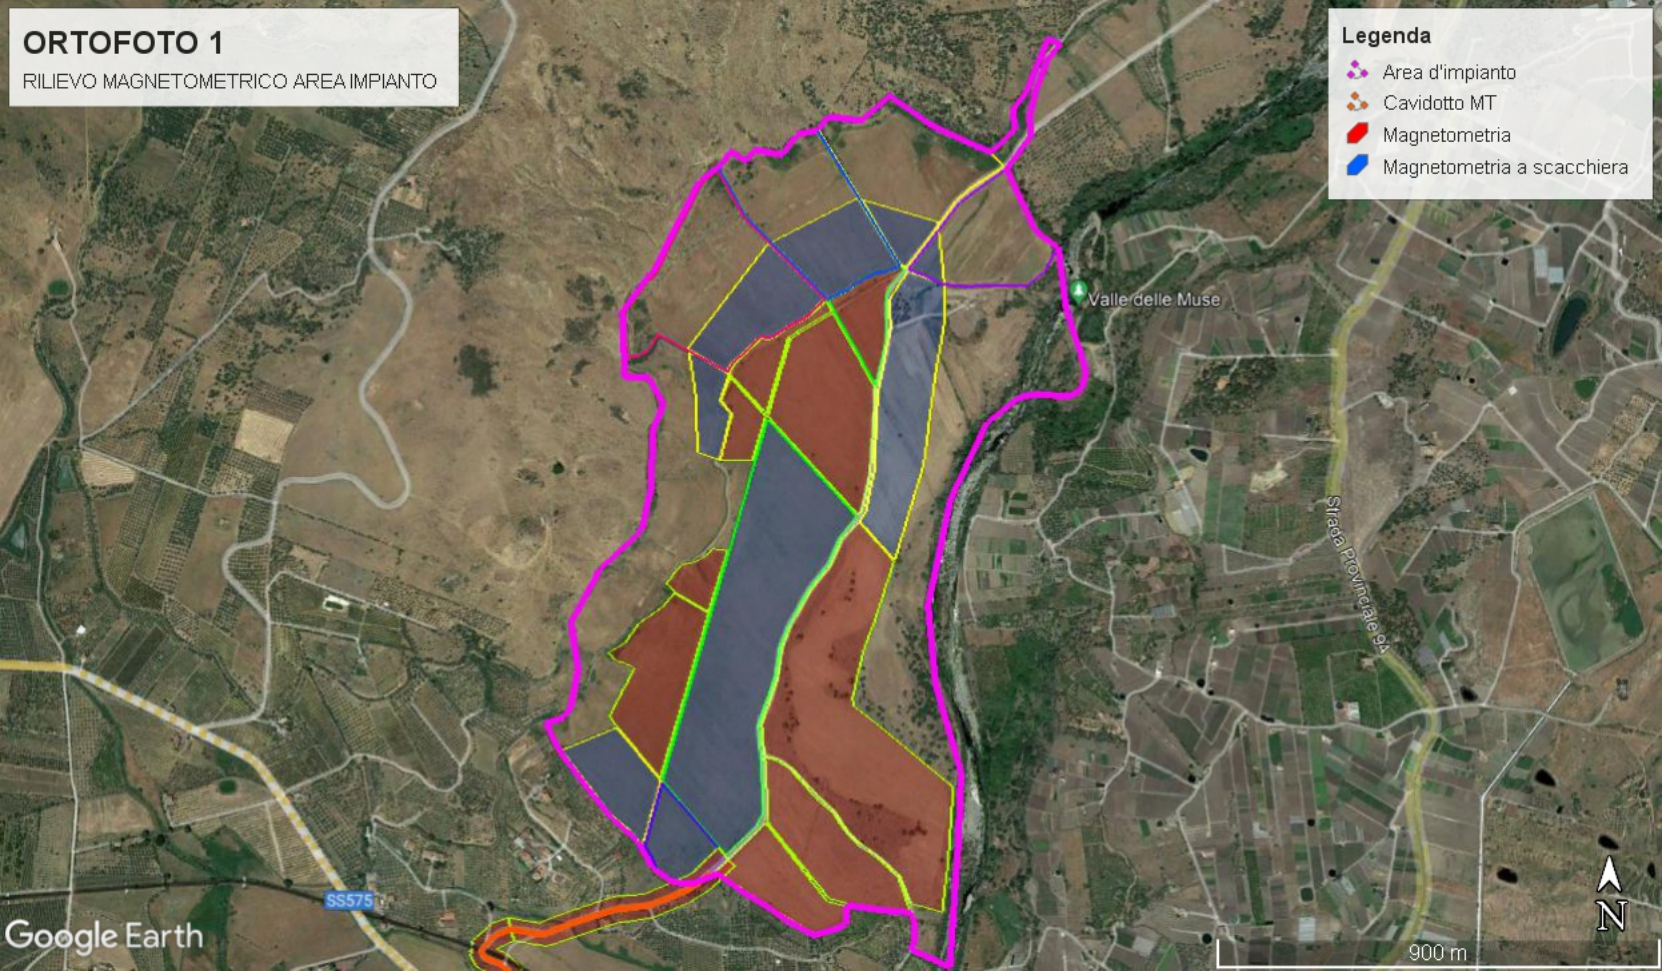 ORTOFOTO 1
RILIEVO MAGNETOMETRICO AREA IMPIANTO
Legenda
Area d'impianto
Cavidotto MT
Magnetometria
Magnetometria a scacchiera
Valle delle Muse
Strada Provinciale 94
SS575
N
Google Earth
900 m